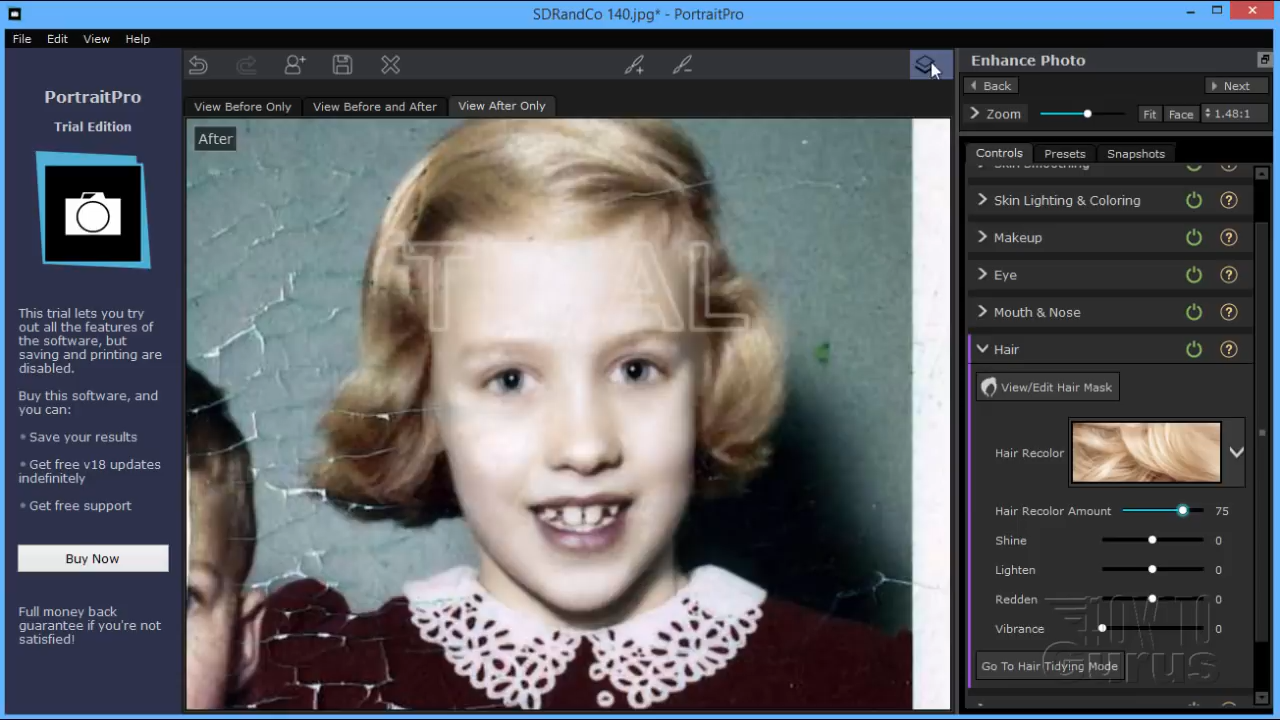 SDRandCo 140.jpg* - PortraitPro
File Edit View Help
PortraitPro
Trial Edition
This trial lets you try
out all the features of
the software, but
saving and printing are
disabled.
Buy this software, and
you can:
Save your results
Get free v18 updates
indefinitely
Get free support
Buy Now
Full money back
guarantee if you're not
satisfied!
View Before Only View Before and After View After Only
After
TRIAL
Enhance Photo
Back Next
Zoom Fit Face 1.48:1
Controls Presets Snapshots
Skin Smoothing
Skin Lighting & Coloring ?
Makeup ?
Eye ?
Mouth & Nose ?
Hair ?
View/Edit Hair Mask
Hair Recolor
Hair Recolor Amount 75
Shine 0
Lighten 0
Redden 0
Vibrance 0
Go To Hair Tidying Mode
HOW TO
Gurus